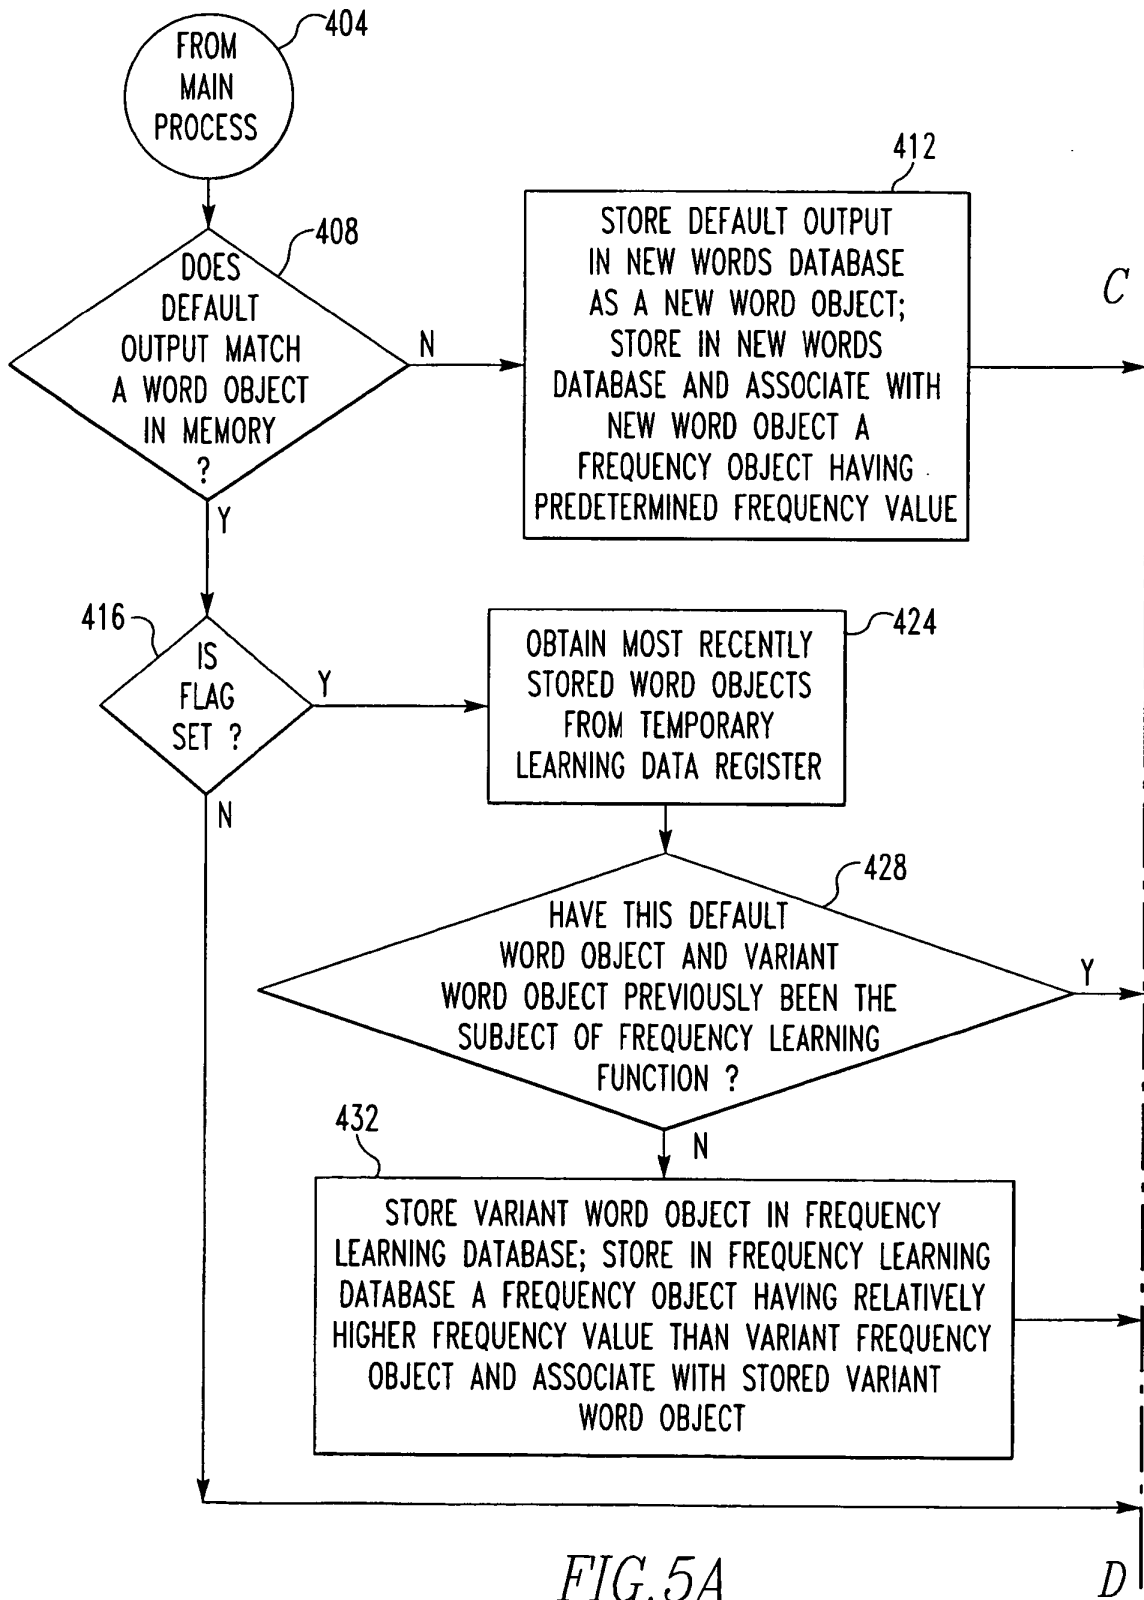 404
FROM
MAIN
PROCESS
408
DOES
DEFAULT
OUTPUT MATCH
A WORD OBJECT
IN MEMORY
?
N
Y
412
STORE DEFAULT OUTPUT
IN NEW WORDS DATABASE
AS A NEW WORD OBJECT;
STORE IN NEW WORDS
DATABASE AND ASSOCIATE WITH
NEW WORD OBJECT A
FREQUENCY OBJECT HAVING
PREDETERMINED FREQUENCY VALUE
C
416
IS
FLAG
SET ?
Y
N
424
OBTAIN MOST RECENTLY
STORED WORD OBJECTS
FROM TEMPORARY
LEARNING DATA REGISTER
428
HAVE THIS DEFAULT
WORD OBJECT AND VARIANT
WORD OBJECT PREVIOUSLY BEEN THE
SUBJECT OF FREQUENCY LEARNING
FUNCTION ?
Y
N
432
STORE VARIANT WORD OBJECT IN FREQUENCY
LEARNING DATABASE; STORE IN FREQUENCY LEARNING
DATABASE A FREQUENCY OBJECT HAVING RELATIVELY
HIGHER FREQUENCY VALUE THAN VARIANT FREQUENCY
OBJECT AND ASSOCIATE WITH STORED VARIANT
WORD OBJECT
FIG.5A
D